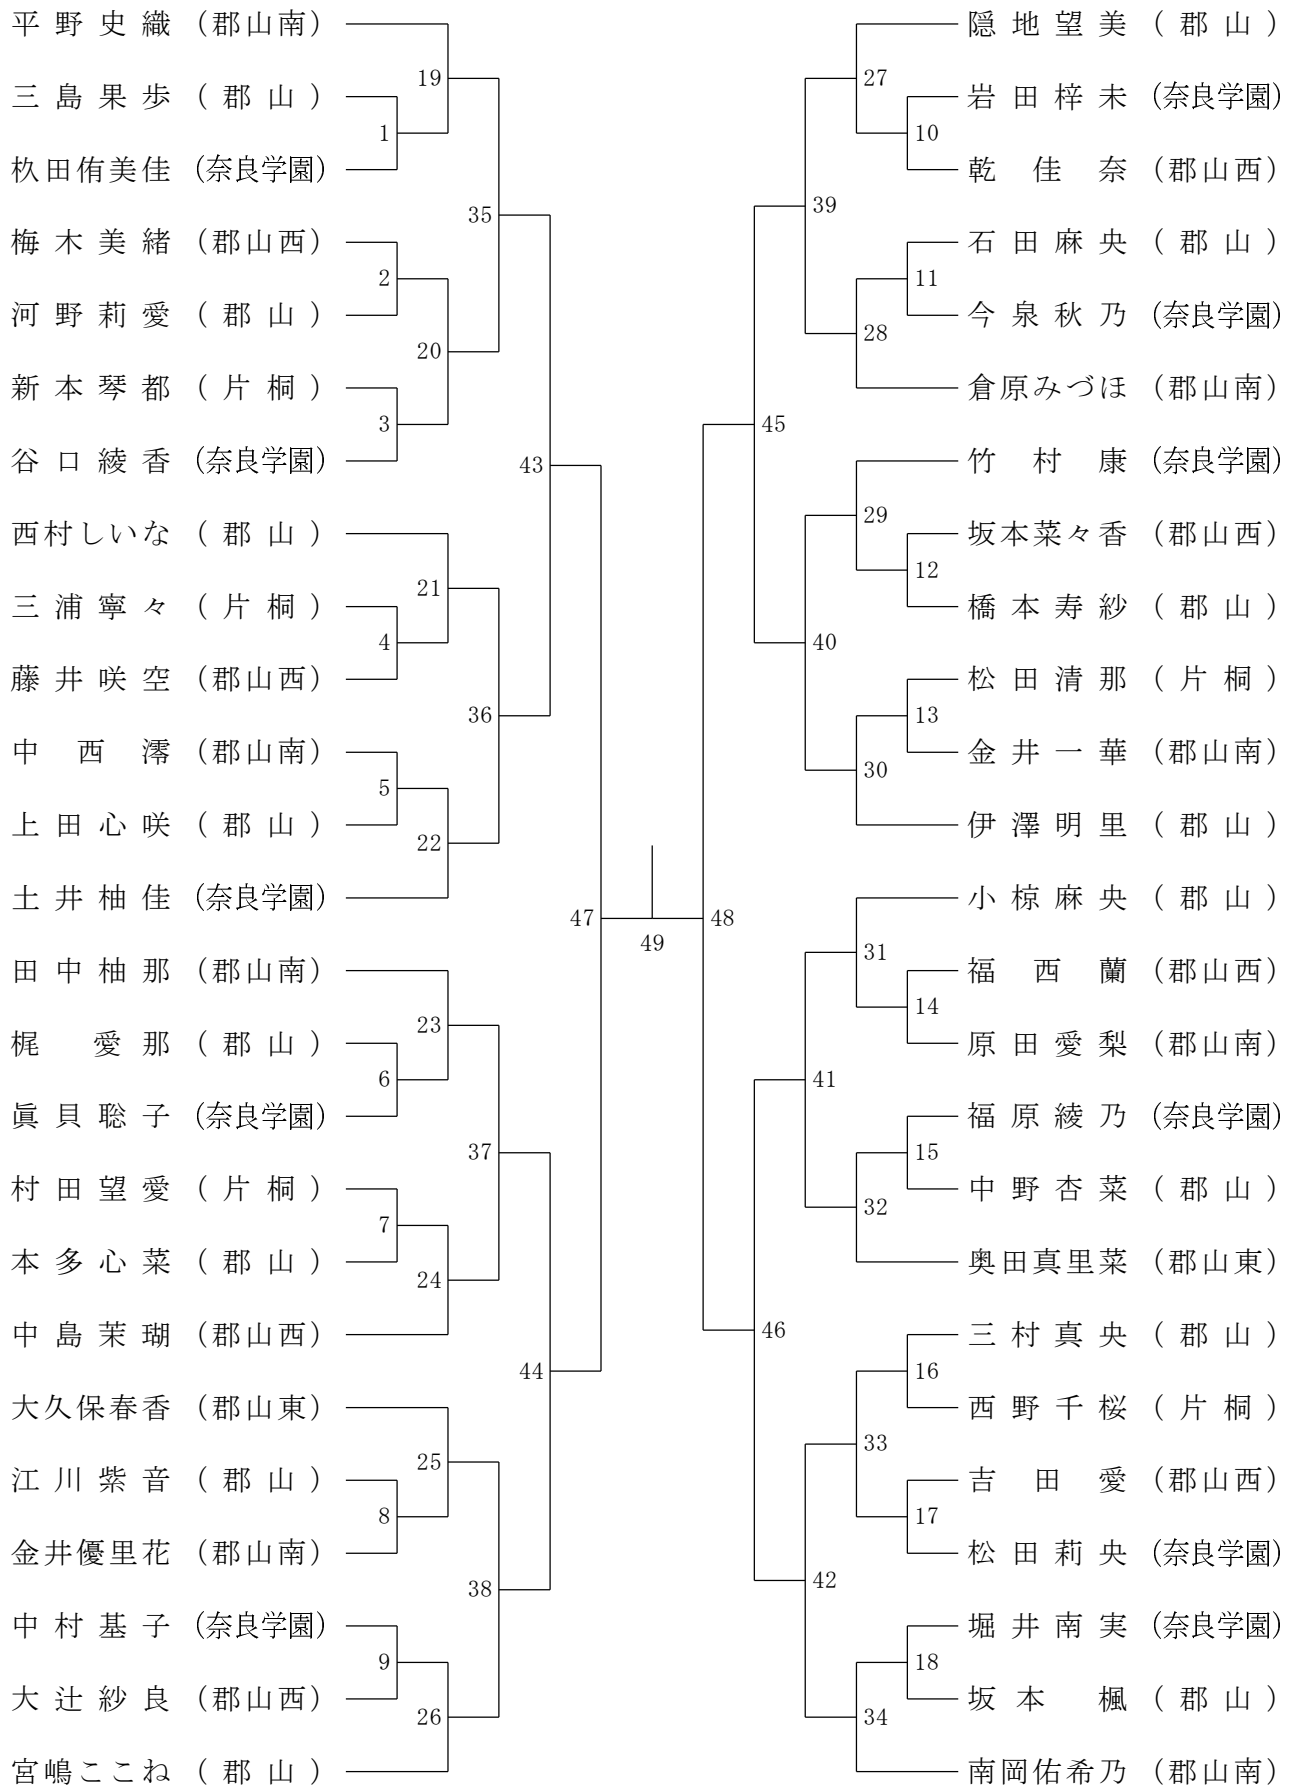 平野史織 (郡山南)
19
三島果歩 (郡山)
1
杦田侑美佳 (奈良学園)
35
梅木美緒 (郡山西)
2
河野莉愛 (郡山)
20
新本琴都 (片桐)
3
谷口綾香 (奈良学園)
43
西村しいな (郡山)
21
三浦寧々 (片桐)
4
藤井咲空 (郡山西)
36
中西澪 (郡山南)
5
上田心咲 (郡山)
22
土井柚佳 (奈良学園)
47
田中柚那 (郡山南)
23
梶愛那 (郡山)
6
眞貝聡子 (奈良学園)
37
村田望愛 (片桐)
7
本多心菜 (郡山)
24
中島茉瑚 (郡山西)
44
大久保春香 (郡山東)
25
江川紫音 (郡山)
8
金井優里花 (郡山南)
38
中村基子 (奈良学園)
9
大辻紗良 (郡山西)
26
宮嶋ここね (郡山)
49
隠地望美 (郡山)
27
岩田梓未 (奈良学園)
10
乾佳奈 (郡山西)
39
石田麻央 (郡山)
11
今泉秋乃 (奈良学園)
28
倉原みづほ (郡山南)
45
竹村康 (奈良学園)
29
坂本菜々香 (郡山西)
12
橋本寿紗 (郡山)
40
松田清那 (片桐)
13
金井一華 (郡山南)
30
伊澤明里 (郡山)
48
小椋麻央 (郡山)
31
福西蘭 (郡山西)
14
原田愛梨 (郡山南)
41
福原綾乃 (奈良学園)
15
中野杏菜 (郡山)
32
奥田真里菜 (郡山東)
46
三村真央 (郡山)
16
西野千桜 (片桐)
33
吉田愛 (郡山西)
17
松田莉央 (奈良学園)
42
堀井南実 (奈良学園)
18
坂本楓 (郡山)
34
南岡佑希乃 (郡山南)